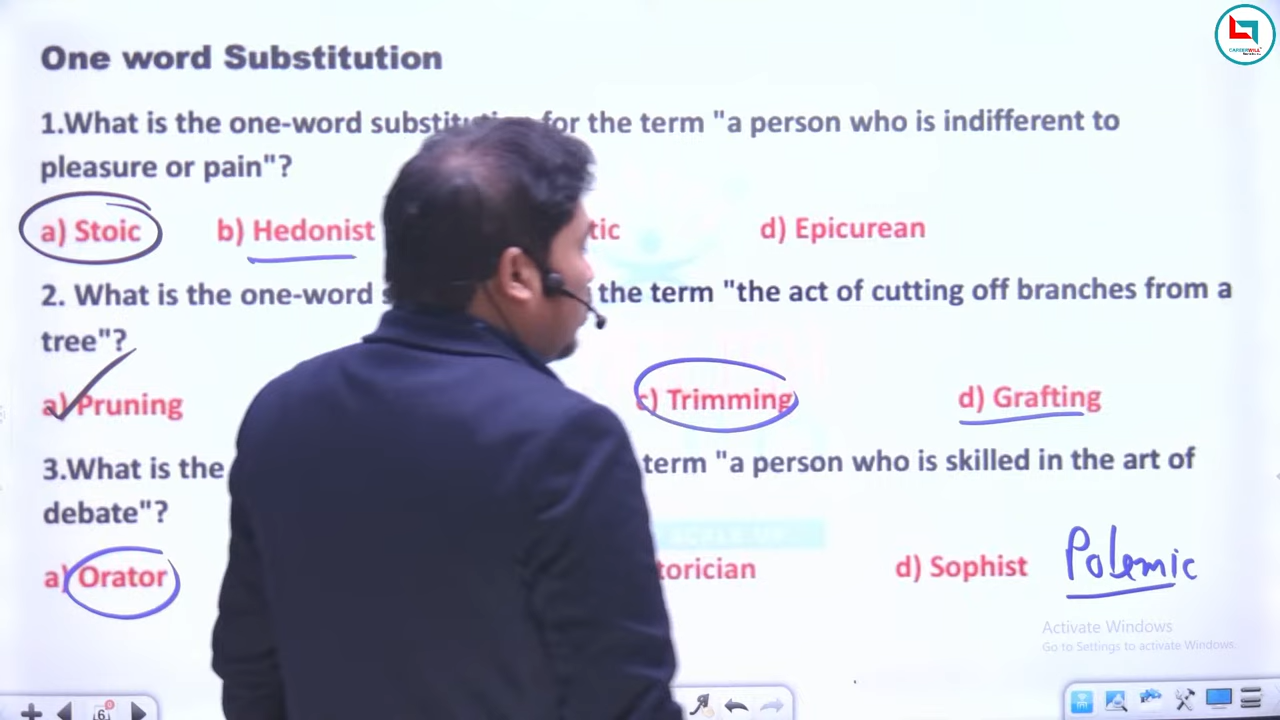 One word Substitution
CAREERWILL
1.What is the one-word for the term "a person who is indifferent to
pleasure or pain"?
a) Stoic b) Hedonist d) Epicurean
2. What is the one-word the term "the act of cutting off branches from a
tree"?
a) Pruning c) Trimming d) Grafting
3.What is the term "a person who is skilled in the art of
debate"?
a) Orator d) Sophist Polemic
Activate Windows
Go to Settings to activate Windows.
6